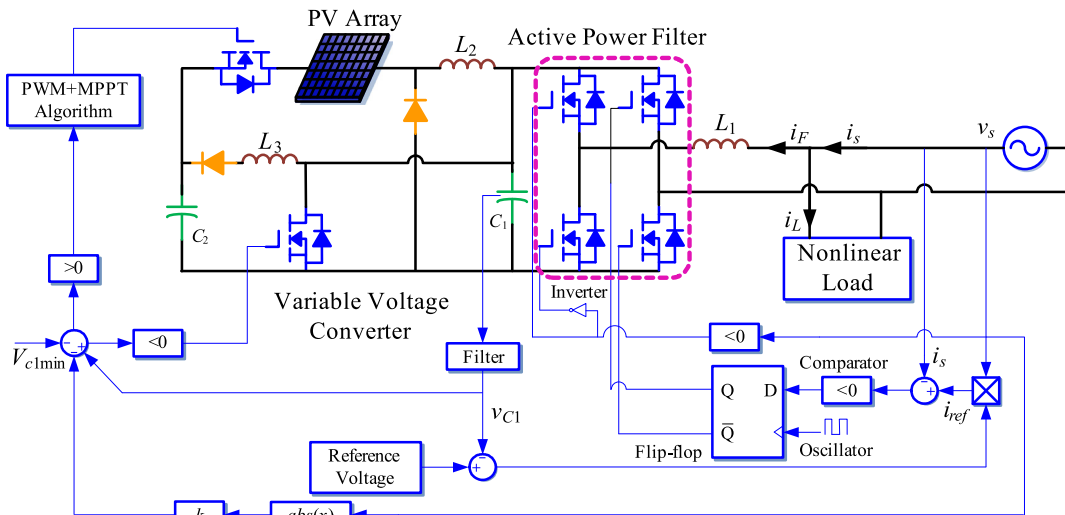 PV Array
L2
Active Power Filter
PWM+MPPT
Algorithm
L3
L1
iF
is
vs
C2
C1
iL
Nonlinear
Load
>0
Variable Voltage
Converter
Inverter
Vc1min
- - +
<0
Filter
<0
Comparator
is
Q
D
<0
- +
iref
vC1
Q̅
Flip-flop
Oscillator
Reference
Voltage
+ -
k
abs(x)